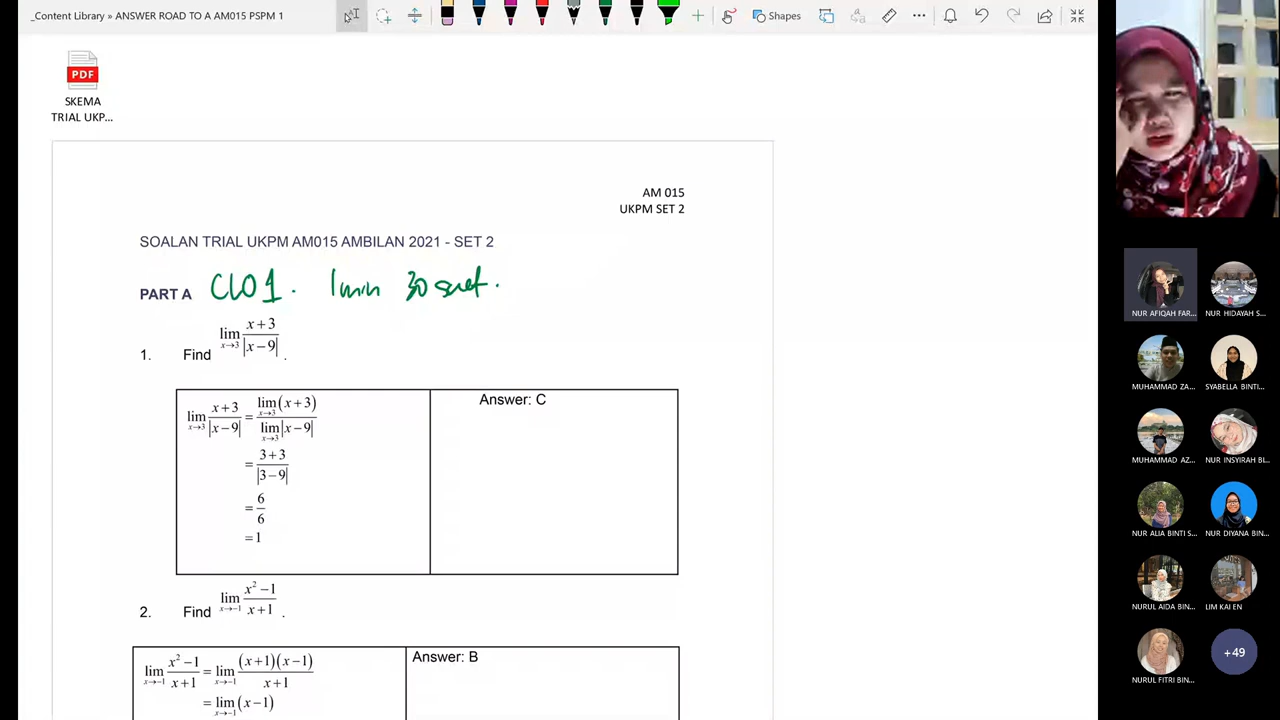 _Content Library » ANSWER ROAD TO A AM015 PSPM 1
Shapes
PDF
SKEMA
TRIAL UKP...
AM 015
UKPM SET 2
SOALAN TRIAL UKPM AM015 AMBILAN 2021 - SET 2
PART A CLO1. 1 min 30
1. Find lim x→3 x+3 / |x−9| .
lim x→3 x+3 / |x−9| = lim x→3 (x+3) / lim x→3 |x−9|
= 3+3 / |3−9|
= 6 / 6
= 1
Answer: C
2. Find lim x→−1 x² −1 / x+1 .
lim x→−1 x² −1 / x+1 = lim x→−1 (x+1)(x−1) / x+1
= lim x→−1 (x−1)
Answer: B
NUR AFIQAH FAR...
NUR HIDAYAH S...
MUHAMMAD ZA...
SYABELLA BINTI...
MUHAMMAD AZ...
NUR INSYIRAH BI...
NUR ALIA BINTI S...
NUR DIYANA BIN...
NURUL AIDA BIN...
LIM KAI EN
NURUL FITRI BIN...
+49